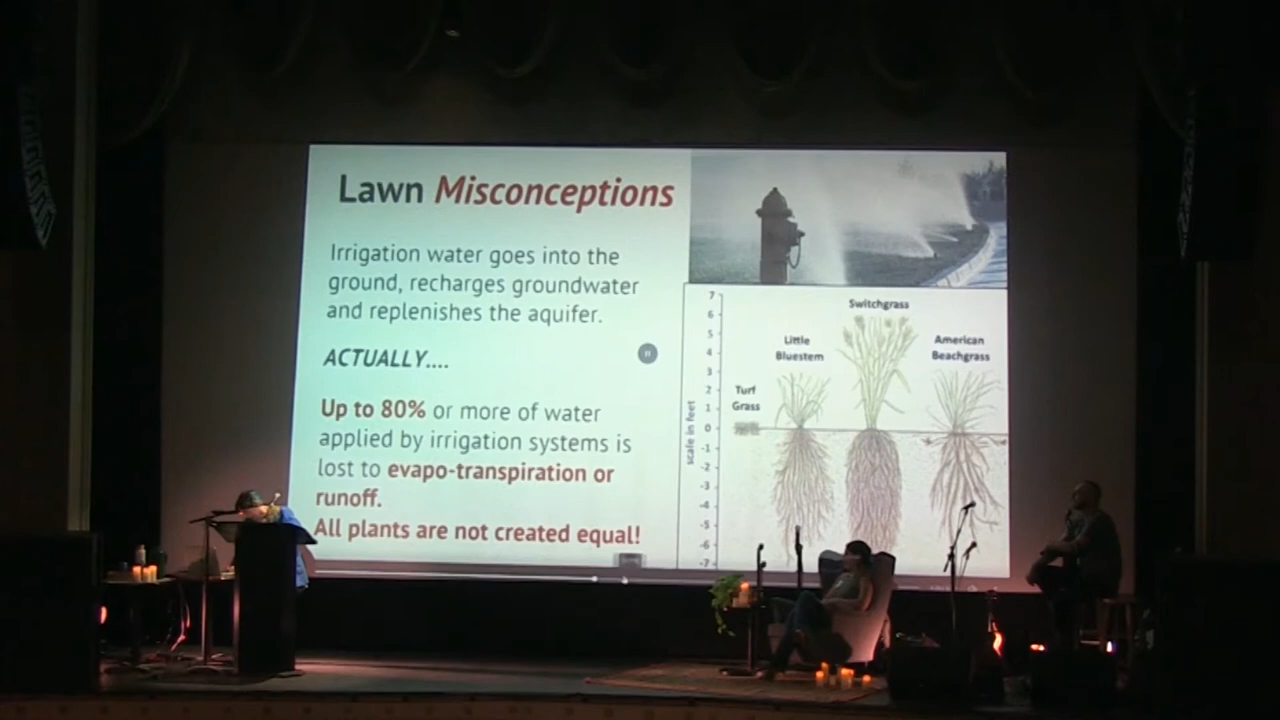 Lawn Misconceptions
Irrigation water goes into the
ground, recharges groundwater
and replenishes the aquifer.
ACTUALLY....
Up to 80% or more of water
applied by irrigation systems is
lost to evapo-transpiration or
runoff.
All plants are not created equal!
Switchgrass
Little
Bluestem
American
Beachgrass
Turf
Grass
scale in feet
7
6
5
4
3
2
1
0
-1
-2
-3
-4
-5
-6
-7